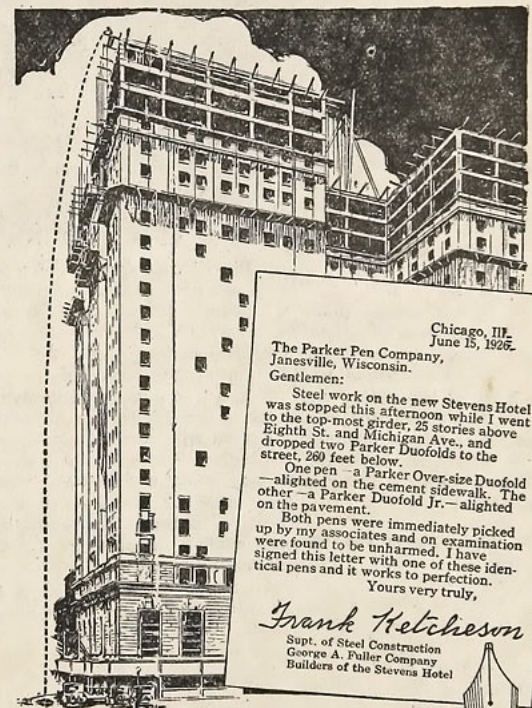 Chicago, Ill.
June 15, 1926.
The Parker Pen Company,
Janesville, Wisconsin.
Gentlemen:
Steel work on the new Stevens Hotel
was stopped this afternoon while I went
to the top-most girder, 25 stories above
Eighth St. and Michigan Ave., and
dropped two Parker Duofolds to the
street, 260 feet below.
One pen—a Parker Over-size Duofold
—alighted on the cement sidewalk. The
other—a Parker Duofold Jr.—alighted
on the pavement.
Both pens were immediately picked
up by my associates and on examination
were found to be unharmed. I have
signed this letter with one of these iden-
tical pens and it works to perfection.
Yours very truly,
Frank Ketcheson
Supt. of Steel Construction
George A. Fuller Company
Builders of the Stevens Hotel